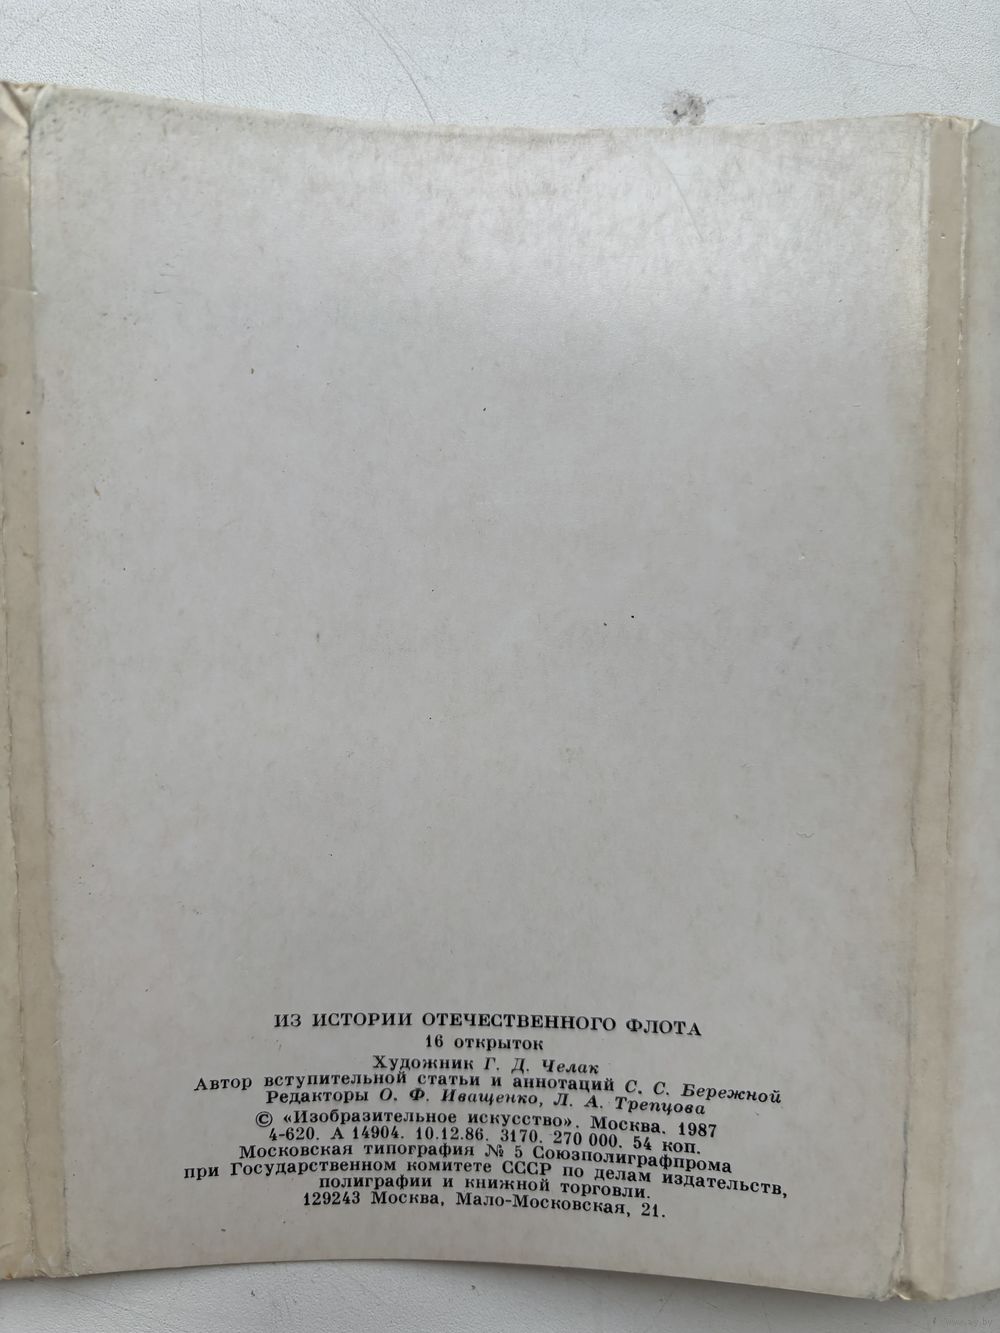 ИЗ ИСТОРИИ ОТЕЧЕСТВЕННОГО ФЛОТА
16 открыток
Художник Г. Д. Челак
Автор вступительной статьи и аннотаций С. С. Бережной
Редакторы О. Ф. Иващенко, Л. А. Трепцова
© «Изобразительное искусство». Москва. 1987
4-620. А 14904. 10.12.86. 3170. 270 000. 54 коп.
Московская типография № 5 Союзполиграфпрома
при Государственном комитете СССР по делам издательств,
полиграфии и книжной торговли.
129243 Москва, Мало-Московская, 21.